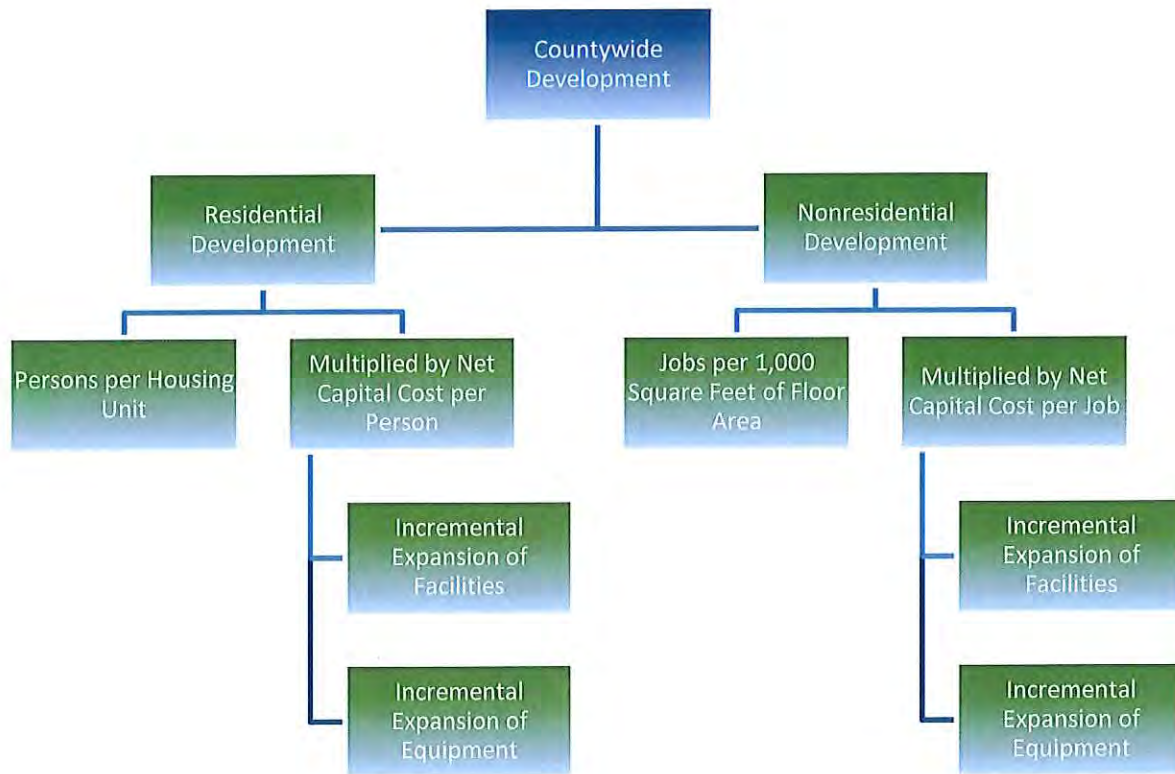 Countywide
Development
Residential
Development
Nonresidential
Development
Persons per Housing
Unit
Multiplied by Net
Capital Cost per
Person
Jobs per 1,000
Square Feet of Floor
Area
Multiplied by Net
Capital Cost per Job
Incremental
Expansion of
Facilities
Incremental
Expansion of
Facilities
Incremental
Expansion of
Equipment
Incremental
Expansion of
Equipment